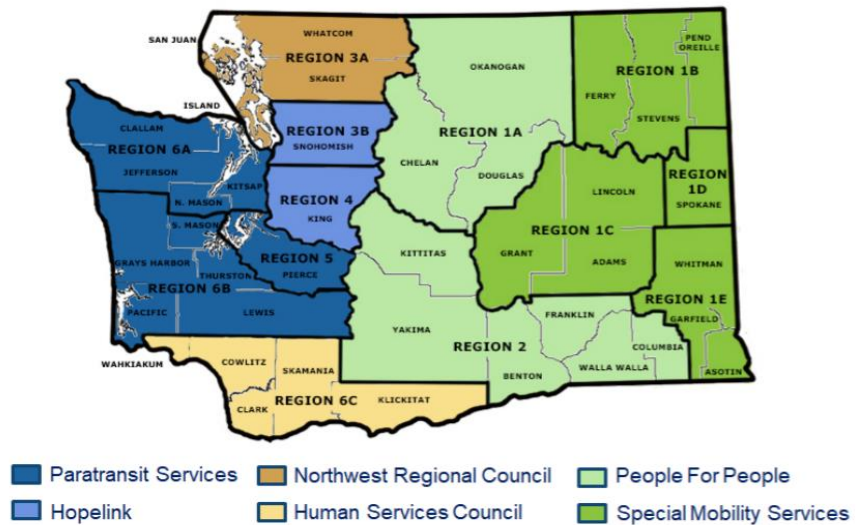 WHATCOM
SAN JUAN
REGION 3A
SKAGIT
ISLAND
OKANOGAN
PEND
OREILLE
REGION 1B
FERRY
STEVENS
CLALLAM
REGION 6A
JEFFERSON
KITSAP
N. MASON
REGION 3B
SNOHOMISH
REGION 1A
CHELAN
DOUGLAS
REGION 4
KING
LINCOLN
REGION
1D
SPOKANE
S. MASON
GRAYS HARBOR
THURSTON
REGION 6B
PACIFIC
LEWIS
REGION 5
PIERCE
KITTITAS
REGION 1C
GRANT
ADAMS
WHITMAN
REGION 1E
GARFIELD
ASOTIN
YAKIMA
REGION 2
FRANKLIN
COLUMBIA
BENTON
WALLA WALLA
WAHKIAKUM
COWLITZ
SKAMANIA
CLARK
REGION 6C
KLICKITAT
Paratransit Services
Northwest Regional Council
People For People
Hopelink
Human Services Council
Special Mobility Services